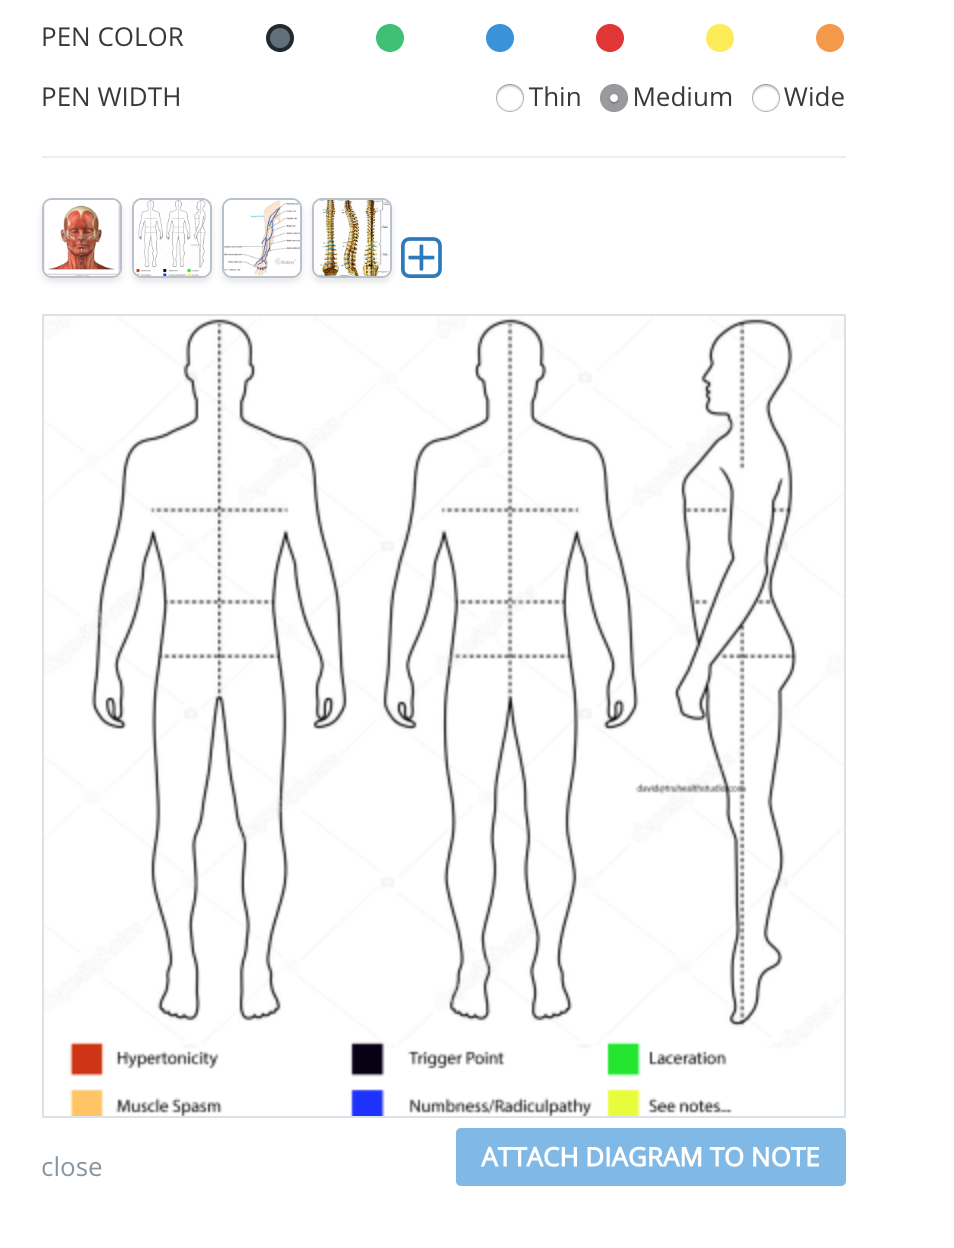 PEN COLOR
PEN WIDTH Thin Medium Wide
david@truhealthstudio.com
Hypertonicity Trigger Point Laceration
Muscle Spasm Numbness/Radiculpathy See notes...
close ATTACH DIAGRAM TO NOTE